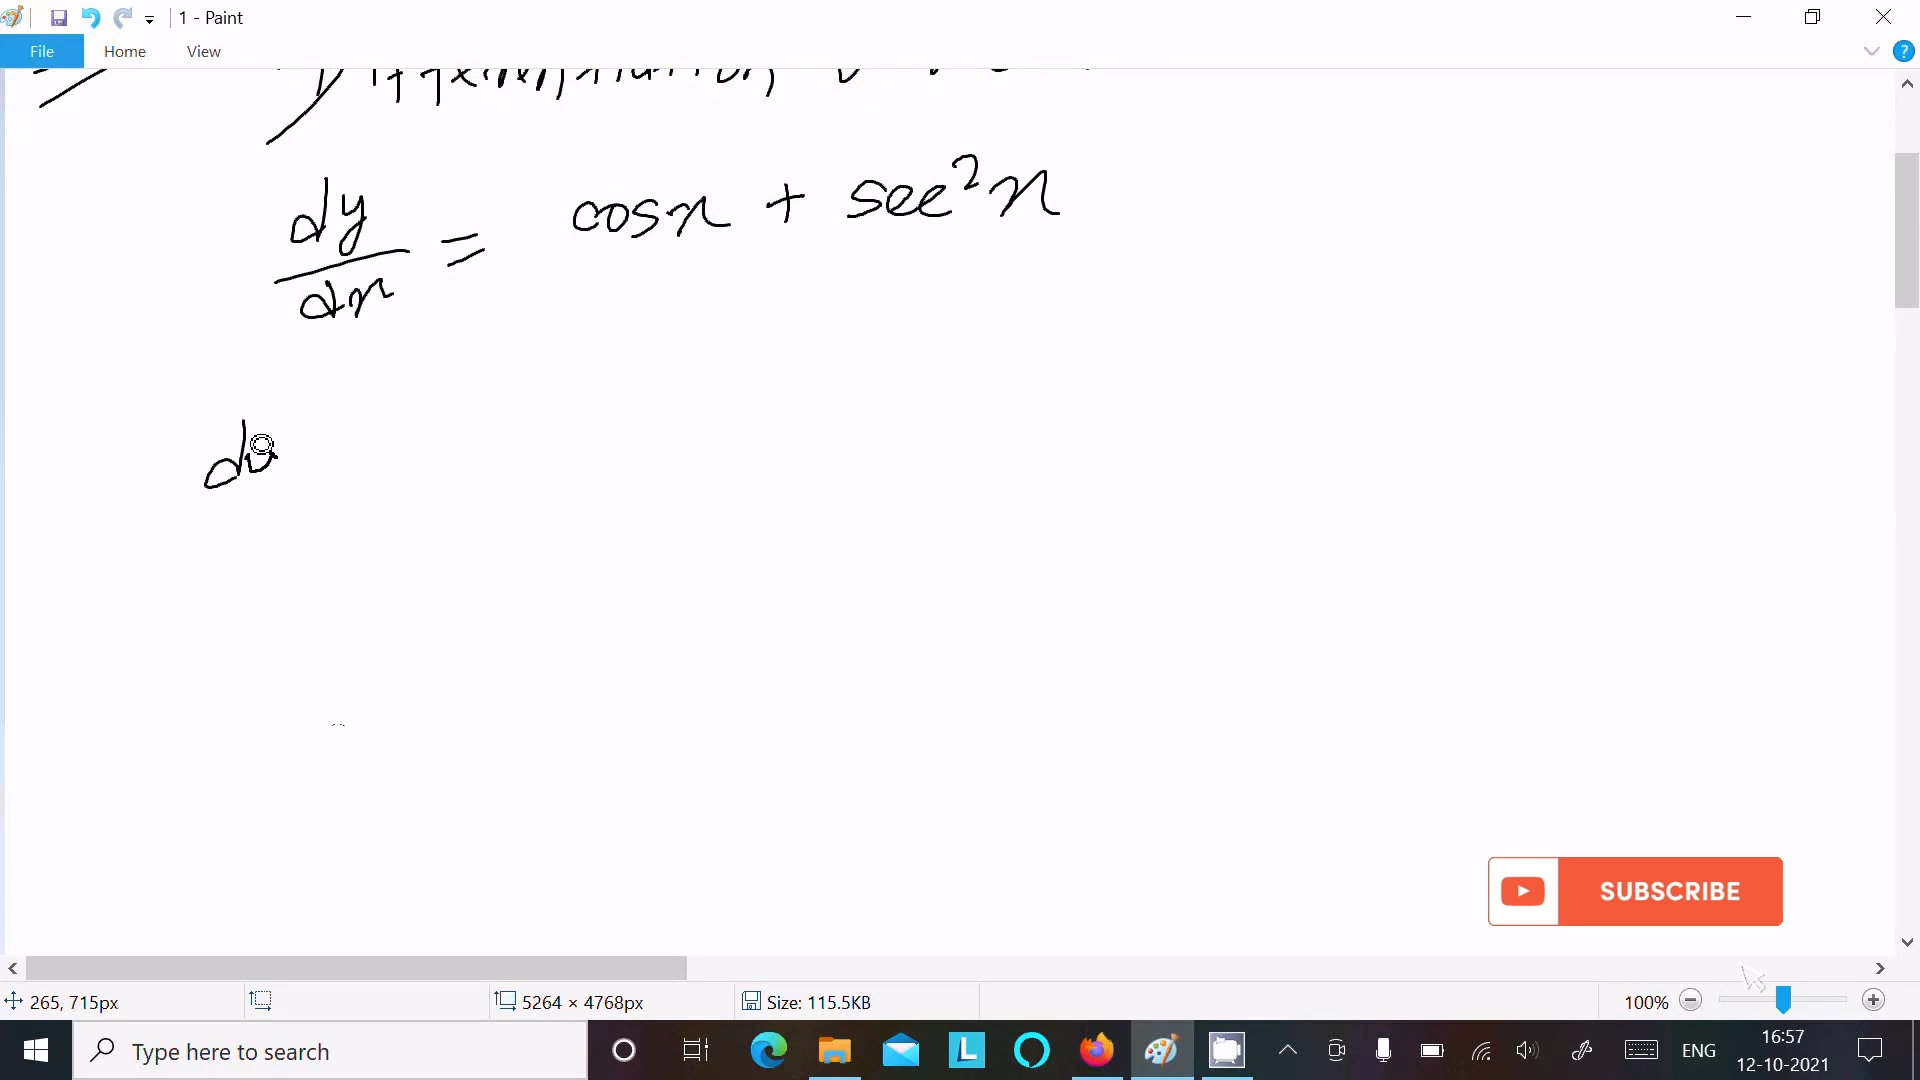 1 - Paint
File Home View
dy/dx = cosx + sec²x
SUBSCRIBE
265, 715px 5264 × 4768px Size: 115.5KB 100%
Type here to search ENG 16:57
12-10-2021